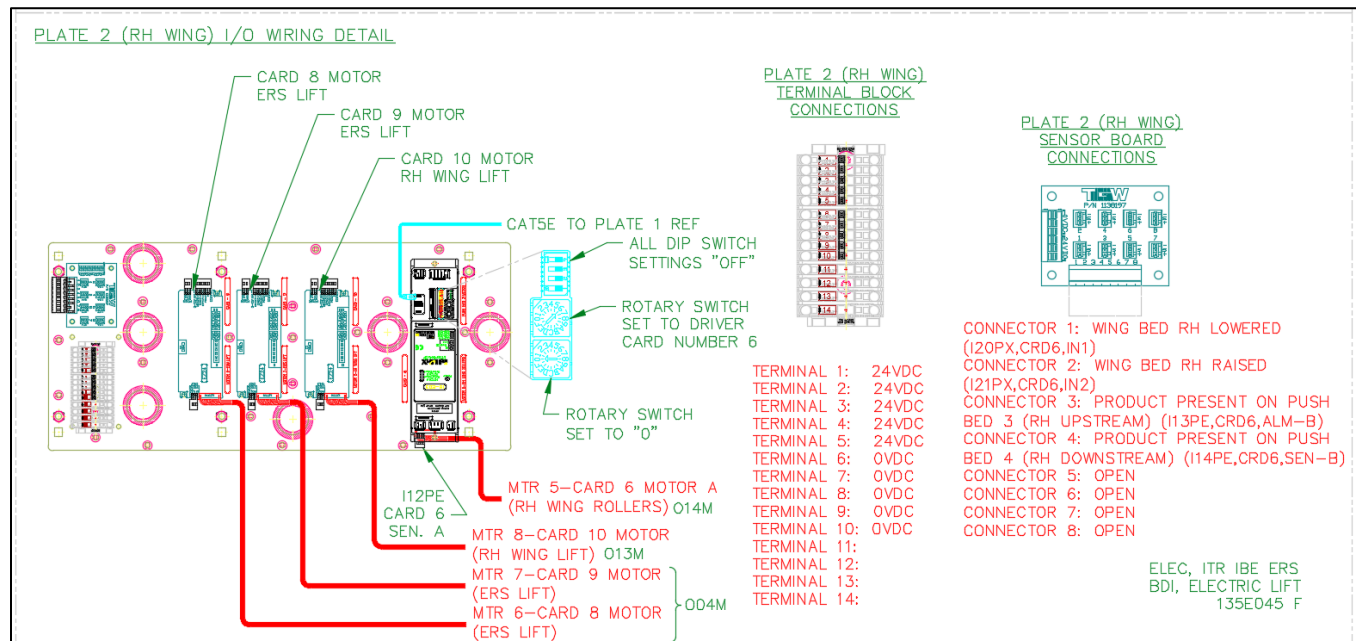 PLATE 2 (RH WING) I/O WIRING DETAIL
CARD 8 MOTOR
ERS LIFT
CARD 9 MOTOR
ERS LIFT
CARD 10 MOTOR
RH WING LIFT
CAT5E TO PLATE 1 REF
ALL DIP SWITCH
SETTINGS "OFF"
ROTARY SWITCH
SET TO DRIVER
CARD NUMBER 6
ROTARY SWITCH
SET TO "0"
I12PE
CARD 6
SEN. A
MTR 5-CARD 6 MOTOR A
(RH WING ROLLERS) O14M
MTR 8-CARD 10 MOTOR
(RH WING LIFT) O13M
MTR 7-CARD 9 MOTOR
(ERS LIFT)
O04M
MTR 6-CARD 8 MOTOR
(ERS LIFT)
PLATE 2 (RH WING)
TERMINAL BLOCK
CONNECTIONS
TERMINAL 1: 24VDC
TERMINAL 2: 24VDC
TERMINAL 3: 24VDC
TERMINAL 4: 24VDC
TERMINAL 5: 24VDC
TERMINAL 6: 0VDC
TERMINAL 7: 0VDC
TERMINAL 8: 0VDC
TERMINAL 9: 0VDC
TERMINAL 10: 0VDC
TERMINAL 11:
TERMINAL 12:
TERMINAL 13:
TERMINAL 14:
PLATE 2 (RH WING)
SENSOR BOARD
CONNECTIONS
TGW
P/N 1130197
CONNECTOR 1: WING BED RH LOWERED
(I20PX,CRD6,IN1)
CONNECTOR 2: WING BED RH RAISED
(I21PX,CRD6,IN2)
CONNECTOR 3: PRODUCT PRESENT ON PUSH
BED 3 (RH UPSTREAM) (I13PE,CRD6,ALM-B)
CONNECTOR 4: PRODUCT PRESENT ON PUSH
BED 4 (RH DOWNSTREAM) (I14PE,CRD6,SEN-B)
CONNECTOR 5: OPEN
CONNECTOR 6: OPEN
CONNECTOR 7: OPEN
CONNECTOR 8: OPEN
ELEC, ITR IBE ERS
BDI, ELECTRIC LIFT
135E045 F